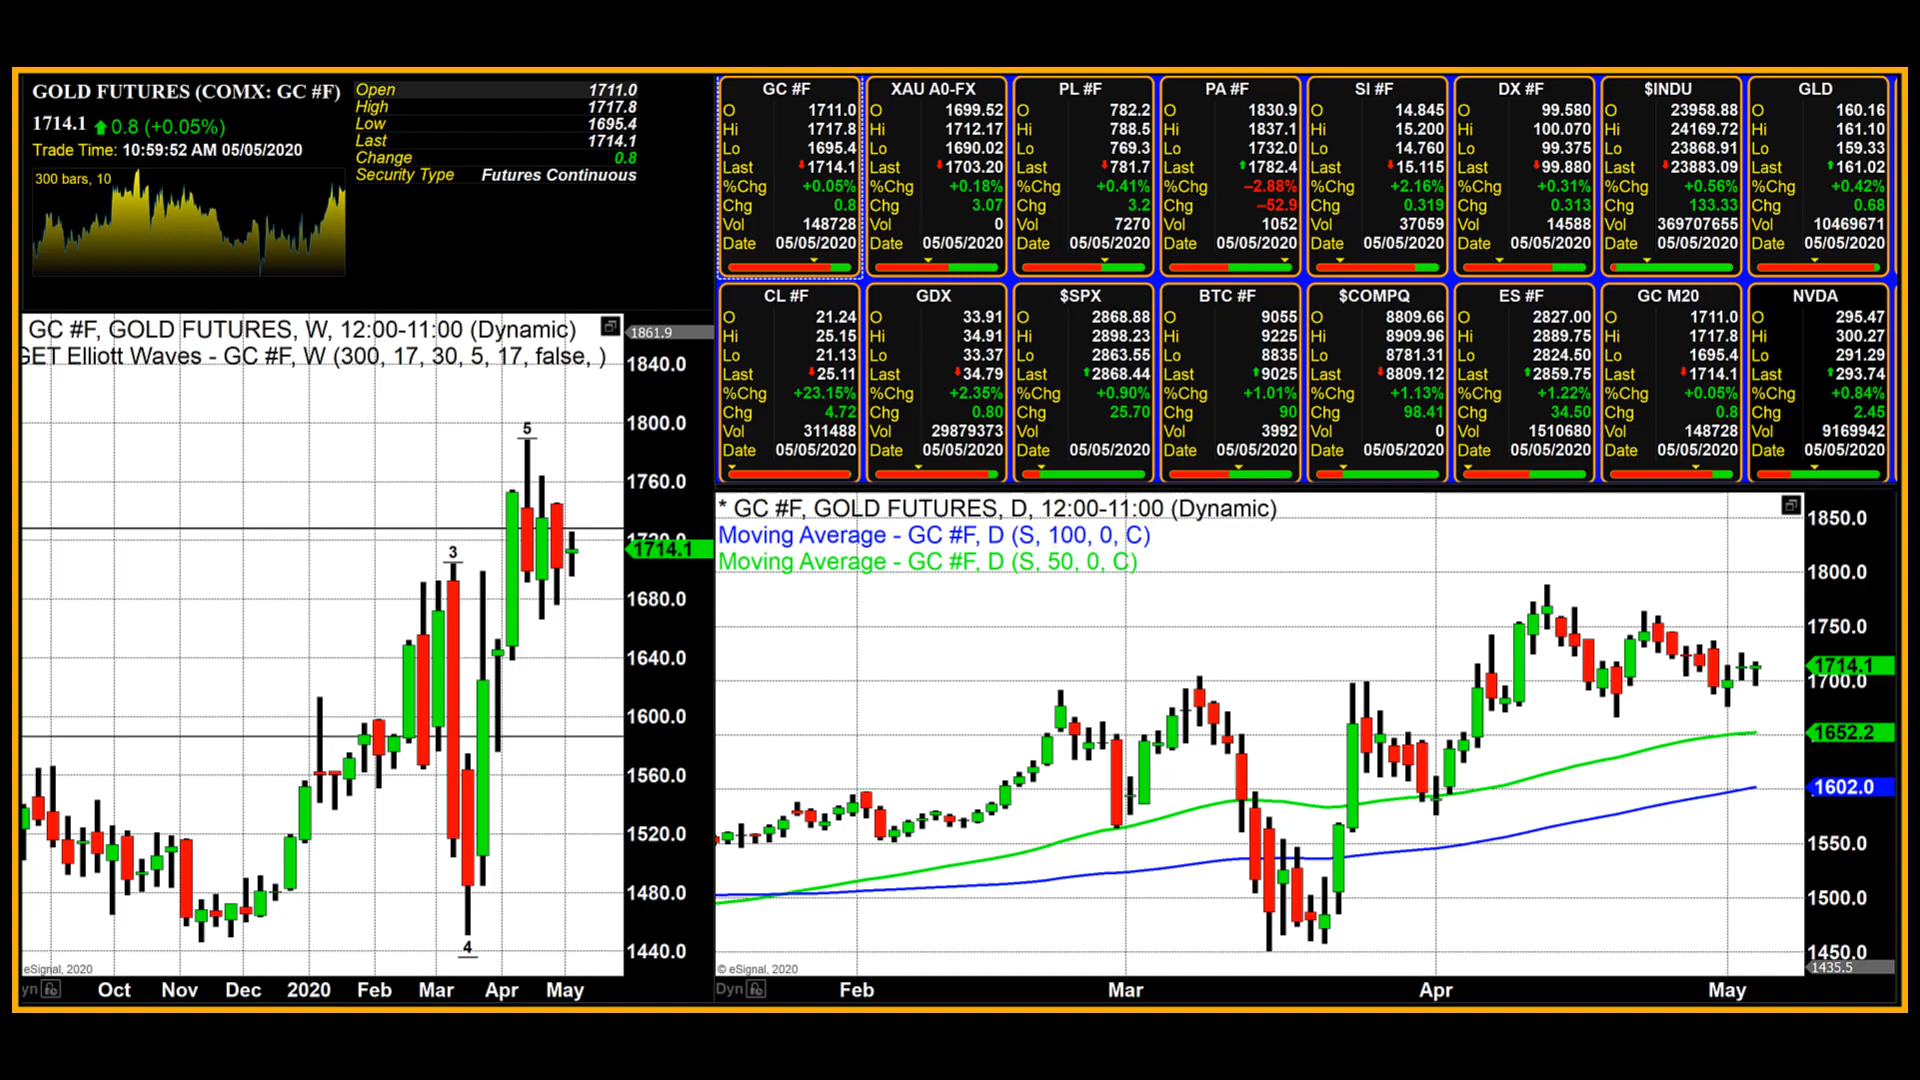 GOLD FUTURES (COMX: GC #F)
1714.1 0.8 (+0.05%)
Trade Time: 10:59:52 AM 05/05/2020
300 bars, 10
Open 1711.0
High 1717.8
Low 1695.4
Last 1714.1
Change 0.8
Security Type Futures Continuous
GC #F
O 1711.0
Hi 1717.8
Lo 1695.4
Last 1714.1
%Chg +0.05%
Chg 0.8
Vol 148728
Date 05/05/2020
XAU A0-FX
O 1699.52
Hi 1712.17
Lo 1690.02
Last 1703.20
%Chg +0.18%
Chg 3.07
Vol 0
Date 05/05/2020
PL #F
O 782.2
Hi 788.5
Lo 769.3
Last 781.7
%Chg +0.41%
Chg 3.2
Vol 7270
Date 05/05/2020
PA #F
O 1830.9
Hi 1837.1
Lo 1732.0
Last 1782.4
%Chg −2.88%
Chg −52.9
Vol 1052
Date 05/05/2020
SI #F
O 14.845
Hi 15.200
Lo 14.760
Last 15.115
%Chg +2.16%
Chg 0.319
Vol 37059
Date 05/05/2020
DX #F
O 99.580
Hi 100.070
Lo 99.375
Last 99.880
%Chg +0.31%
Chg 0.313
Vol 14588
Date 05/05/2020
$INDU
O 23958.88
Hi 24169.72
Lo 23868.91
Last 23883.09
%Chg +0.56%
Chg 133.33
Vol 369707655
Date 05/05/2020
GLD
O 160.16
Hi 161.10
Lo 159.33
Last 161.02
%Chg +0.42%
Chg 0.68
Vol 10469671
Date 05/05/2020
CL #F
O 21.24
Hi 25.15
Lo 21.13
Last 25.11
%Chg +23.15%
Chg 4.72
Vol 311488
Date 05/05/2020
GDX
O 33.91
Hi 34.91
Lo 33.37
Last 34.79
%Chg +2.35%
Chg 0.80
Vol 29879373
Date 05/05/2020
$SPX
O 2868.88
Hi 2898.23
Lo 2863.55
Last 2868.44
%Chg +0.90%
Chg 25.70
Vol
Date 05/05/2020
BTC #F
O 9055
Hi 9225
Lo 8835
Last 9025
%Chg +1.01%
Chg 90
Vol 3992
Date 05/05/2020
$COMPQ
O 8809.66
Hi 8909.96
Lo 8781.31
Last 8809.12
%Chg +1.13%
Chg 98.41
Vol 0
Date 05/05/2020
ES #F
O 2827.00
Hi 2889.75
Lo 2824.50
Last 2859.75
%Chg +1.22%
Chg 34.50
Vol 1510680
Date 05/05/2020
GC M20
O 1711.0
Hi 1717.8
Lo 1695.4
Last 1714.1
%Chg +0.05%
Chg 0.8
Vol 148728
Date 05/05/2020
NVDA
O 295.47
Hi 300.27
Lo 291.29
Last 293.74
%Chg +0.84%
Chg 2.45
Vol 9169942
Date 05/05/2020
GC #F, GOLD FUTURES, W, 12:00-11:00 (Dynamic)
GET Elliott Waves - GC #F, W (300, 17, 30, 5, 17, false, )
1861.9
1840.0
1800.0
1760.0
1714.1
1680.0
1640.0
1600.0
1560.0
1520.0
1480.0
1440.0
5
3
4
eSignal, 2020
yn
Oct Nov Dec 2020 Feb Mar Apr May
* GC #F, GOLD FUTURES, D, 12:00-11:00 (Dynamic)
Moving Average - GC #F, D (S, 100, 0, C)
Moving Average - GC #F, D (S, 50, 0, C)
1850.0
1800.0
1750.0
1714.1
1700.0
1652.2
1602.0
1550.0
1500.0
1450.0
1435.5
© eSignal, 2020
Dyn
Feb Mar Apr May